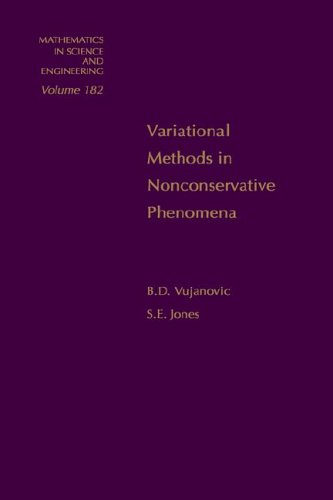 MATHEMATICS
IN SCIENCE
AND
ENGINEERING
Volume 182
Variational
Methods in
Nonconservative
Phenomena
B.D. Vujanovic
S.E. Jones